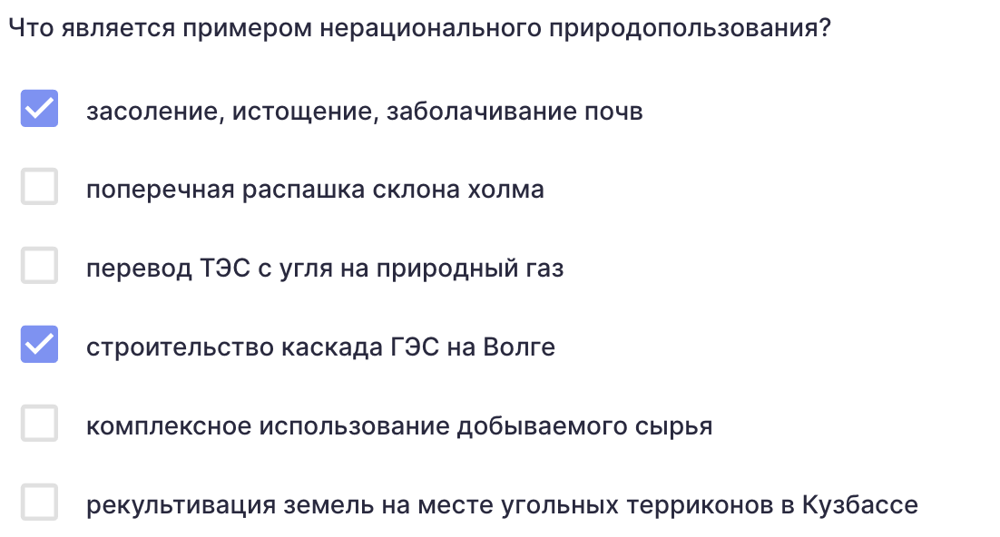 Что является примером нерационального природопользования?
засоление, истощение, заболачивание почв
поперечная распашка склона холма
перевод ТЭС с угля на природный газ
строительство каскада ГЭС на Волге
комплексное использование добываемого сырья
рекультивация земель на месте угольных терриконов в Кузбассе